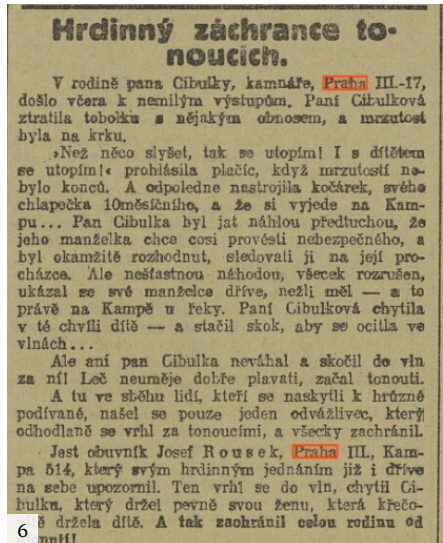 Hrdinný záchrance to-
noucích.
V rodině pana Cibulky, kamnáře, Praha III.-17,
došlo včera k nemilým výstupům. Paní Cibulková
ztratila tobolku s nějakým obnosem, a mrzutost
byla na krku.
»Než něco slyšet, tak se utopím! I s dítětem
se utopím!« prohlásila plačíc, když mrzutostí ne-
bylo konců. A odpoledne nastrojila kočárek, svého
chlapečka 10měsíčního, a že si vyjede na Kam-
pu... Pan Cibulka byl jat náhlou předtuchou, že
jeho manželka chce cosi provésti nebezpečného, a
byl okamžitě rozhodnut, sledovati ji na její pro-
cházce. Ale nešťastnou náhodou, všecek rozrušen,
ukázal se své manželce dříve, nežli měl — a to
právě na Kampě u řeky. Paní Cibulková chytila
v té chvíli dítě — a stačil skok, aby se ocitla ve
vlnách...
Ale ani pan Cibulka neváhal a skočil do vln
za ní! Leč neuměje dobře plavati, začal tonouti.
A tu ve sběhu lidí, kteří se naskytli k hrůzné
podívané, našel se pouze jeden odvážlivec, který
odhodlaně se vrhl za tonoucími, a všecky zachránil.
Jest obuvník Josef Rousek, Praha III., Kam-
pa 514, který svým hrdinným jednáním již i dříve
na sebe upozornil. Ten vrhl se do vln, chytil Ci-
bulku, který držel pevně svou ženu, která křečo-
držela dítě. A tak zachránil celou rodinu od
6